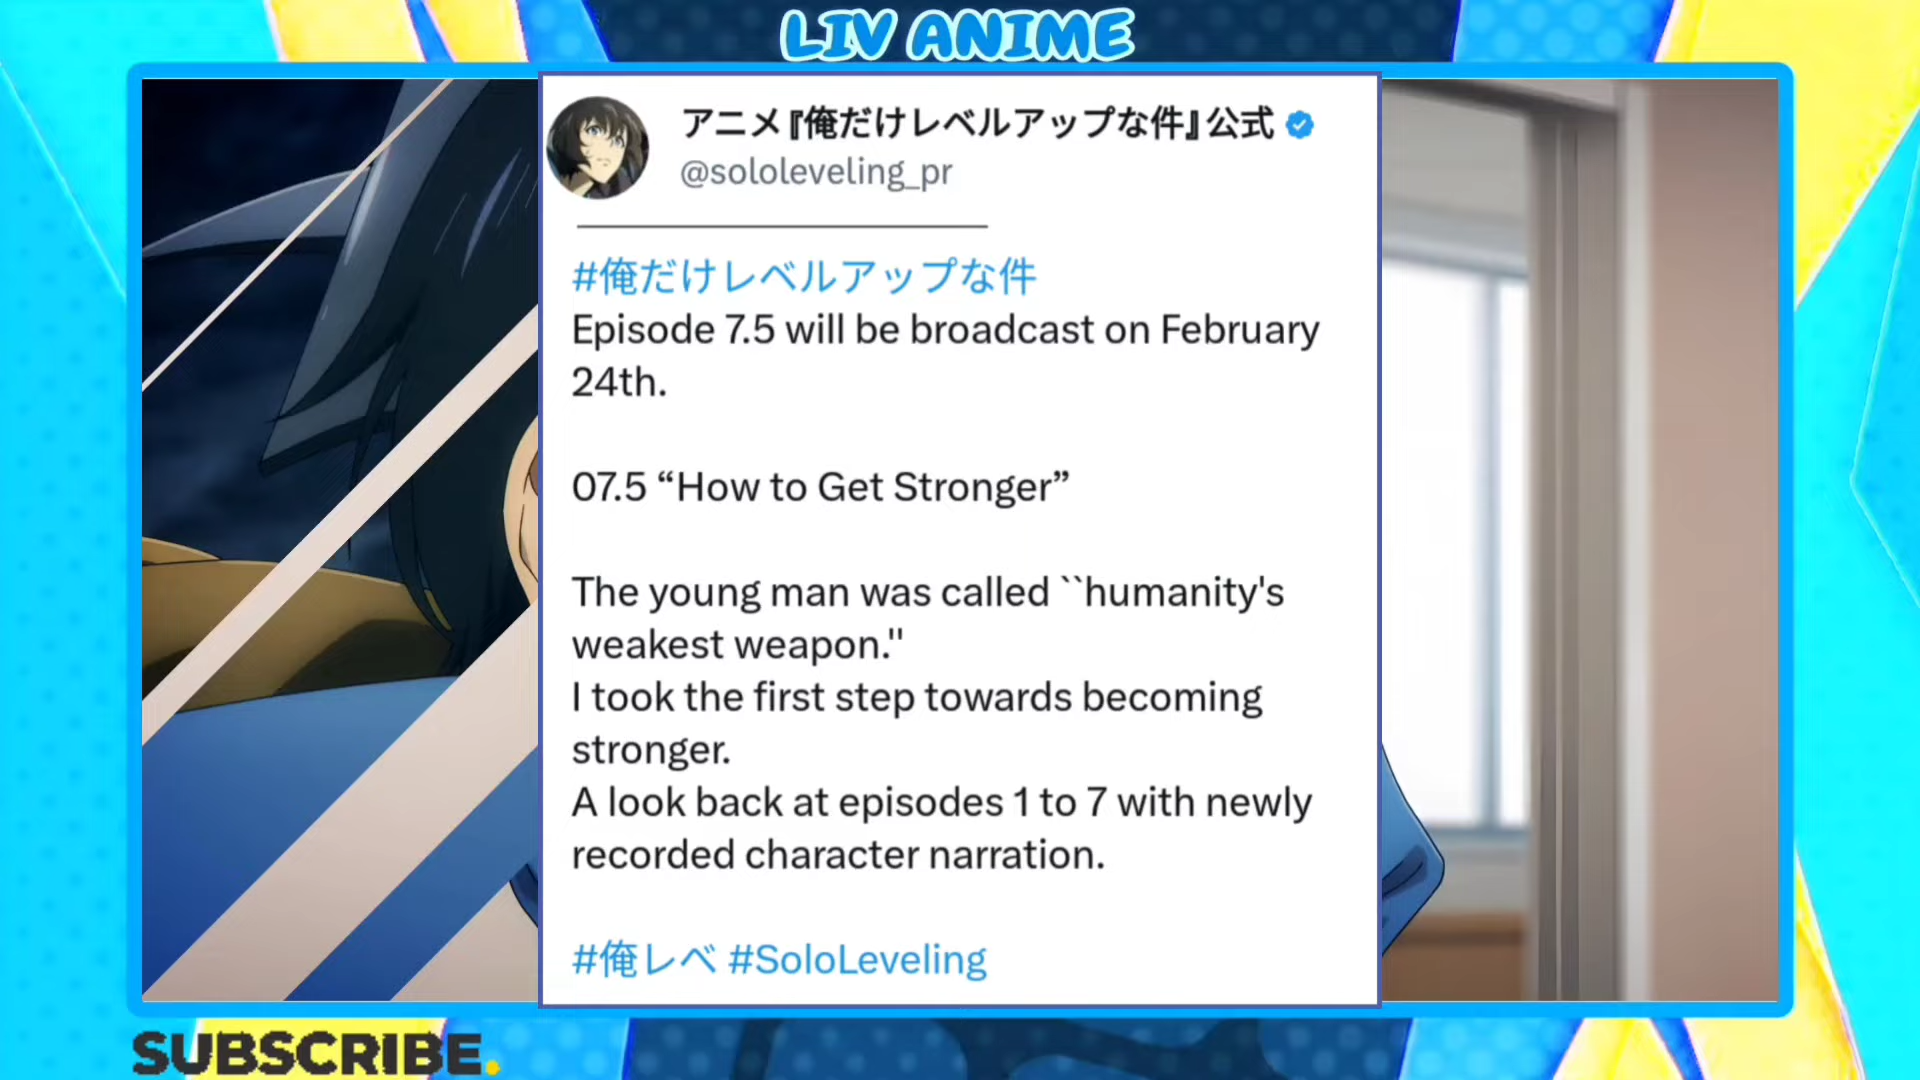 LIV ANIME
アニメ『俺だけレベルアップな件』公式
@sololeveling_pr
#俺だけレベルアップな件
Episode 7.5 will be broadcast on February
24th.
07.5 “How to Get Stronger”
The young man was called ``humanity's
weakest weapon."
I took the first step towards becoming
stronger.
A look back at episodes 1 to 7 with newly
recorded character narration.
#俺レベ #SoloLeveling
SUBSCRIBE.